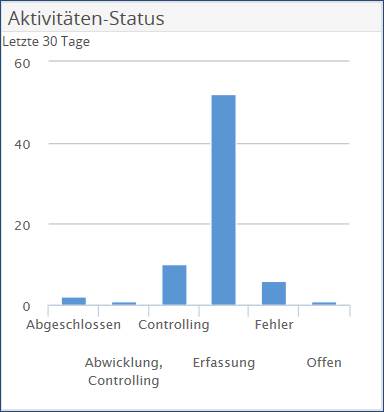 Aktivitäten-Status
Letzte 30 Tage
60
40
20
0
Abgeschlossen
Abwicklung,
Controlling
Controlling
Erfassung
Fehler
Offen